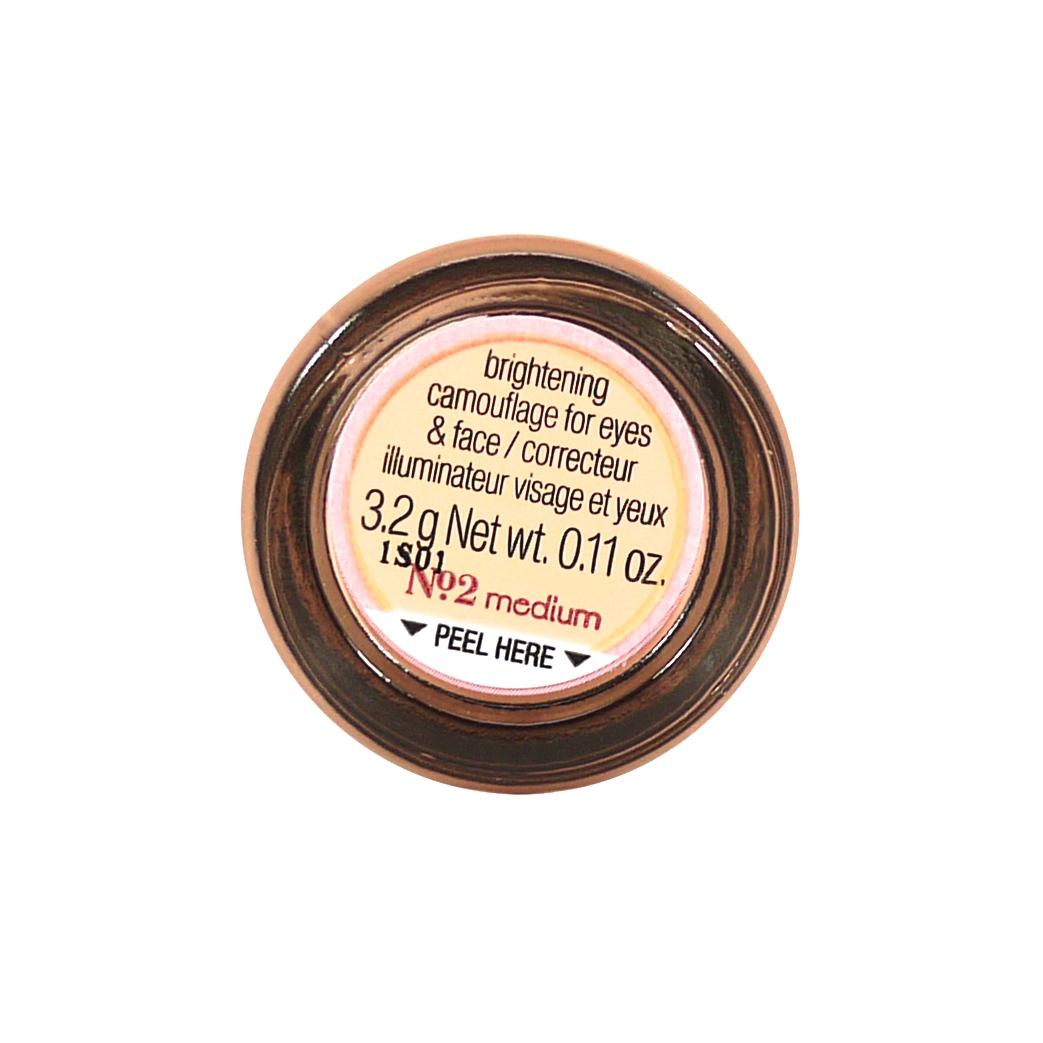 brightening
camouflage for eyes
& face / correcteur
illuminateur visage et yeux
3.2 g Net wt. 0.11 oz.
1S01
Nº2 medium
PEEL HERE